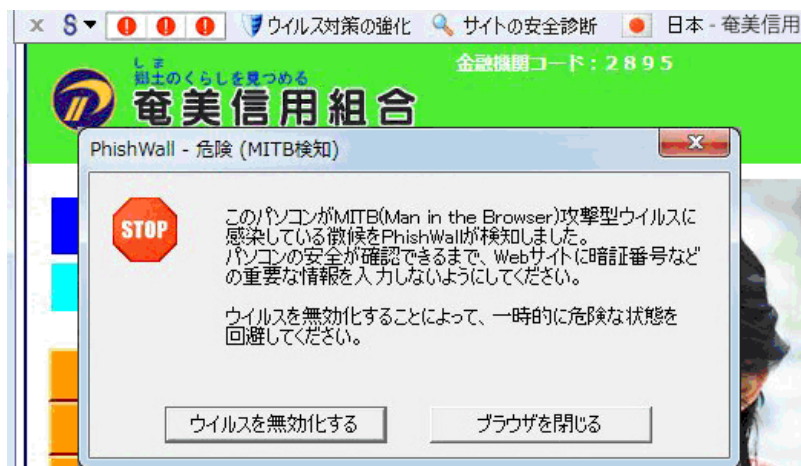 x S ウイルス対策の強化 サイトの安全診断 日本 - 奄美信用
金融機関コード：２８９５
しま
郷土のくらしを見つめる
奄美信用組合
PhishWall - 危険 (MITB検知)
STOP
このパソコンがMITB(Man in the Browser)攻撃型ウイルスに
感染している徴候をPhishWallが検知しました。
パソコンの安全が確認できるまで、Webサイトに暗証番号など
の重要な情報を入力しないようにしてください。
ウイルスを無効化することによって、一時的に危険な状態を
回避してください。
ウイルスを無効化する
ブラウザを閉じる